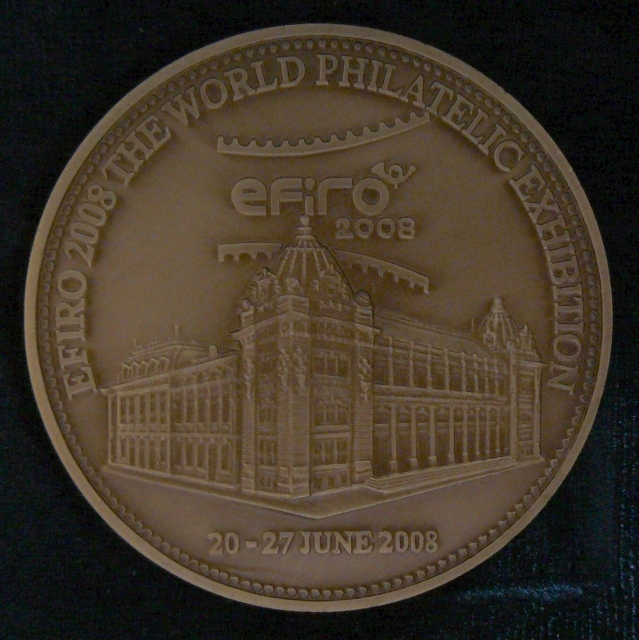 EFIRO 2008 THE WORLD PHILATELIC EXHIBITION
eFiro
2008
20-27 JUNE 2008